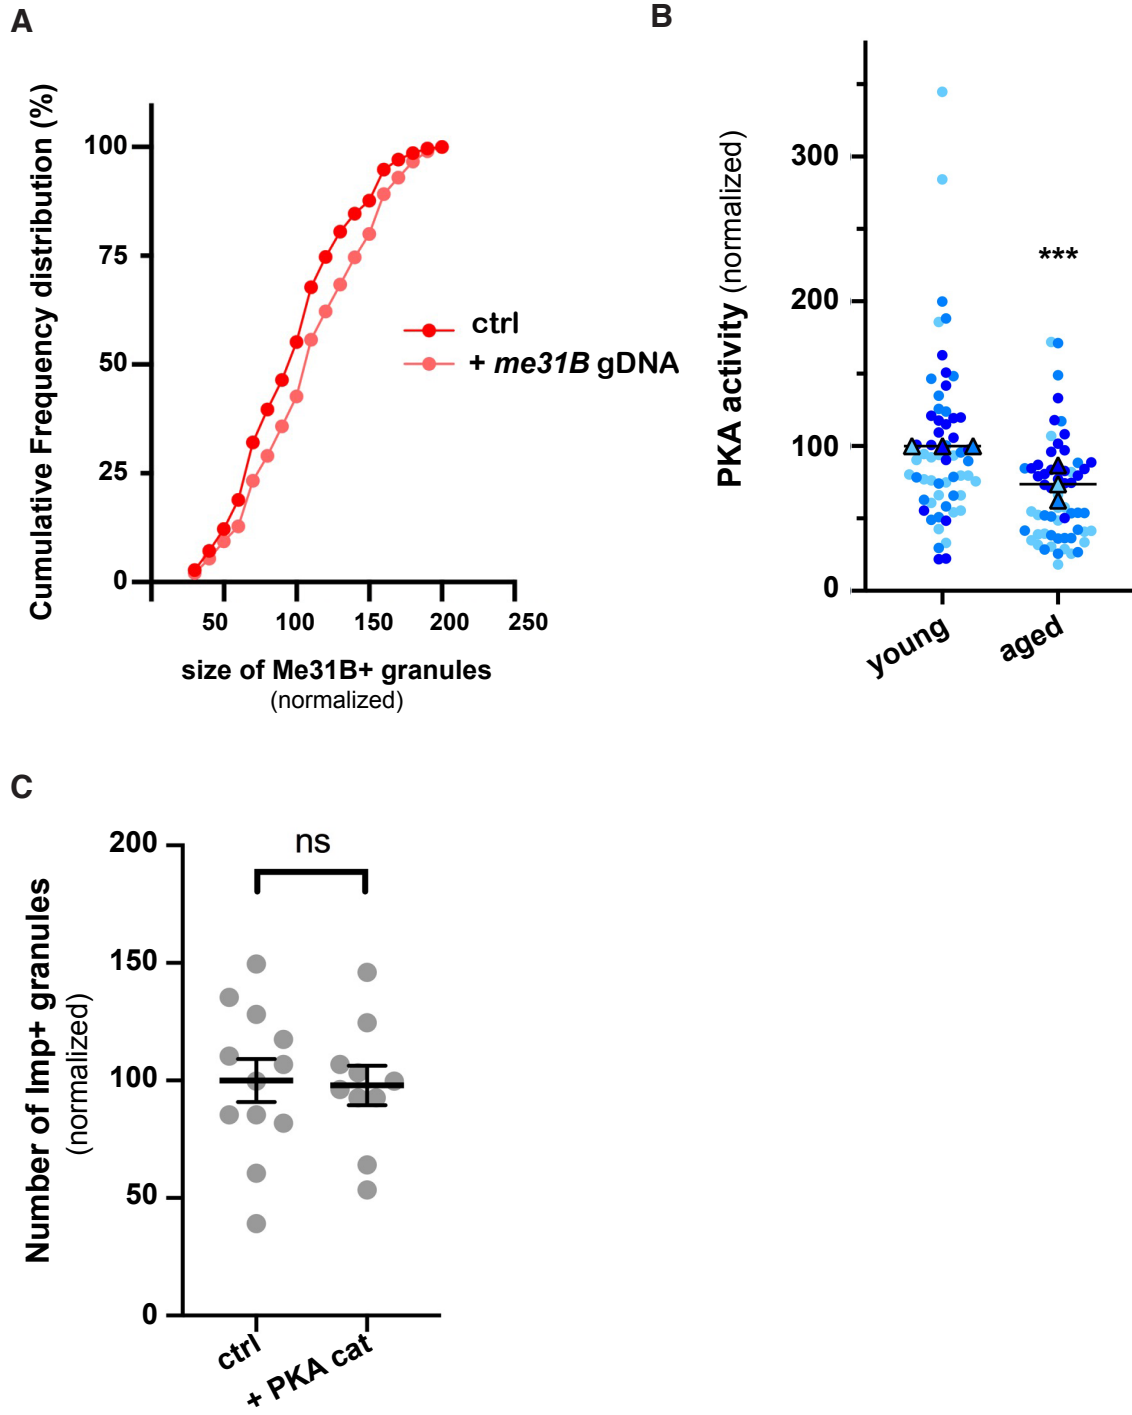 A
Cumulative Frequency distribution (%)
100
75
50
25
0
50 100 150 200 250
size of Me31B+ granules
(normalized)
ctrl
+ me31B gDNA
B
PKA activity (normalized)
300
200
100
0
***
young aged
C
Number of Imp+ granules
(normalized)
200
150
100
50
0
ns
ctrl
+ PKA cat